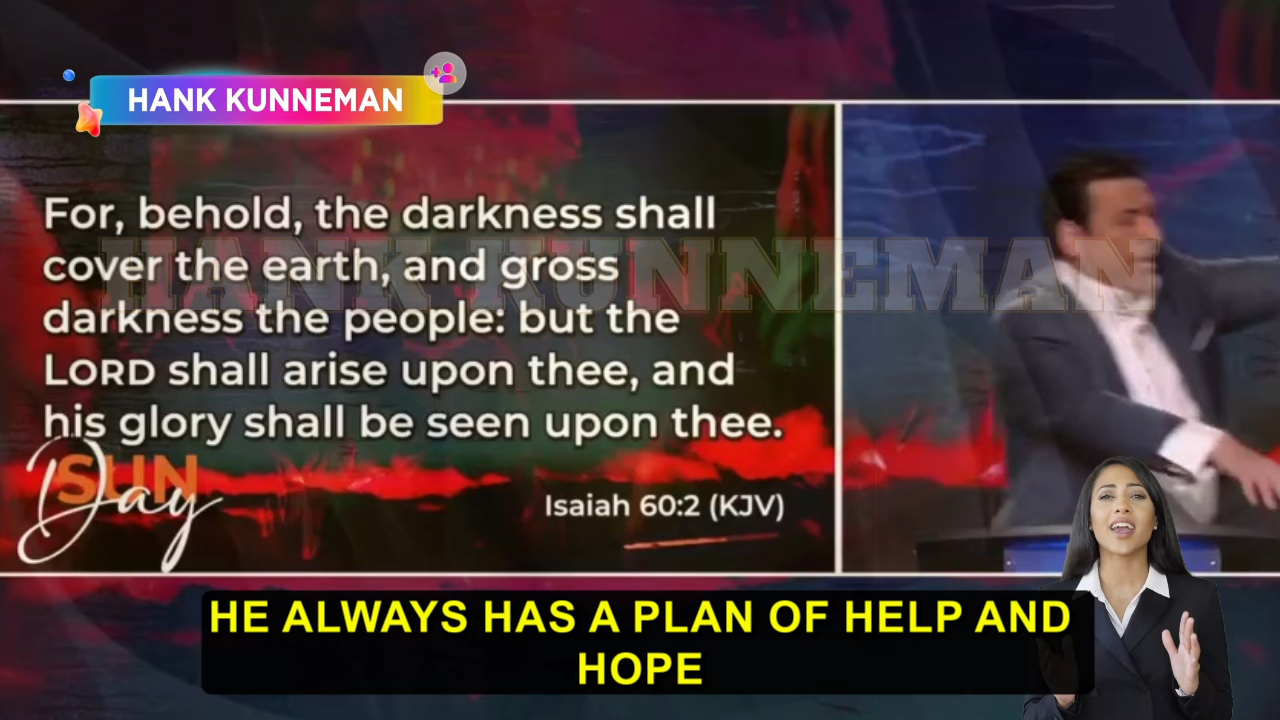 HANK KUNNEMAN
For, behold, the darkness shall
cover the earth, and gross
HANK KUNNEMAN
darkness the people: but the
LORD shall arise upon thee, and
his glory shall be seen upon thee.
SUN
Day
Isaiah 60:2 (KJV)
HE ALWAYS HAS A PLAN OF HELP AND
HOPE